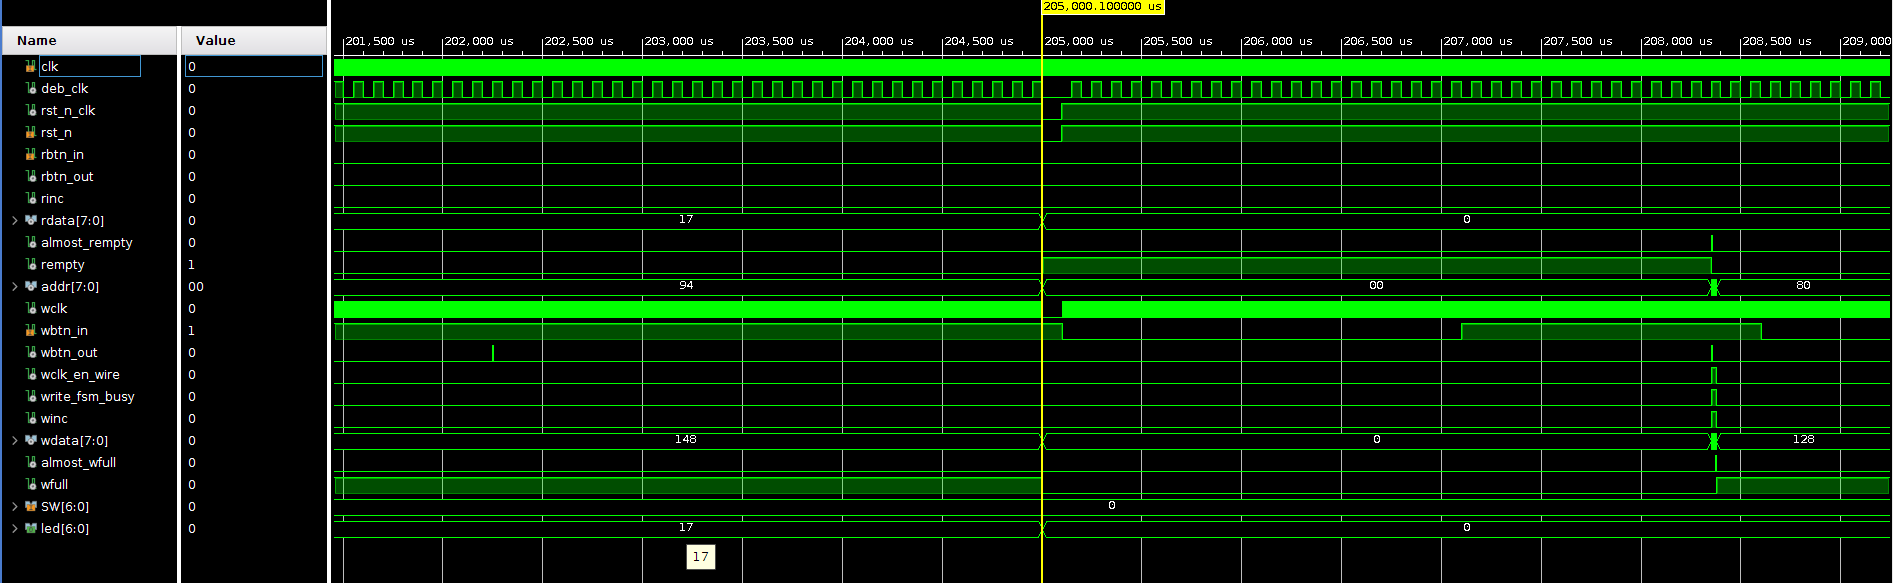 205,000.100000 us
Name Value
201,500 us 202,000 us 202,500 us 203,000 us 203,500 us 204,000 us 204,500 us 205,000 us 205,500 us 206,000 us 206,500 us 207,000 us 207,500 us 208,000 us 208,500 us 209,000
clk 0
deb_clk 0
rst_n_clk 0
rst_n 0
rbtn_in 0
rbtn_out 0
rinc 0
rdata[7:0] 0 17 0
almost_rempty 0
rempty 1
addr[7:0] 00 94 00 80
wclk 0
wbtn_in 1
wbtn_out 0
wclk_en_wire 0
write_fsm_busy 0
winc 0
wdata[7:0] 0 148 0 128
almost_wfull 0
wfull 0
SW[6:0] 0 0
led[6:0] 0 17 0
17